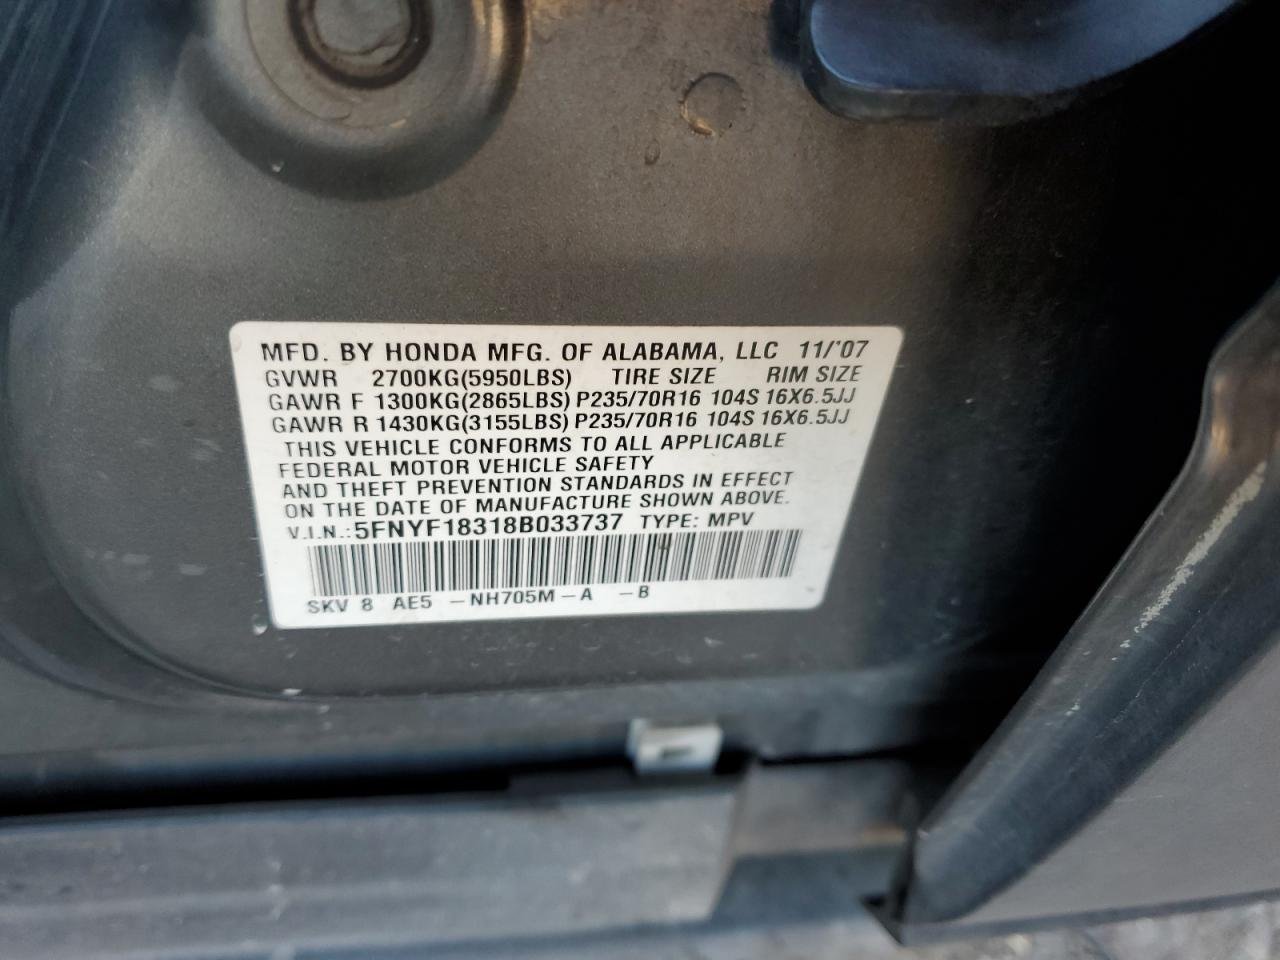 MFD. BY HONDA MFG. OF ALABAMA, LLC 11/'07
GVWR 2700KG(5950LBS) TIRE SIZE RIM SIZE
GAWR F 1300KG(2865LBS) P235/70R16 104S 16X6.5JJ
GAWR R 1430KG(3155LBS) P235/70R16 104S 16X6.5JJ
THIS VEHICLE CONFORMS TO ALL APPLICABLE
FEDERAL MOTOR VEHICLE SAFETY
AND THEFT PREVENTION STANDARDS IN EFFECT
ON THE DATE OF MANUFACTURE SHOWN ABOVE.
V.I.N.:5FNYF18318B033737 TYPE: MPV
SKV 8 AE5 -NH705M-A -B